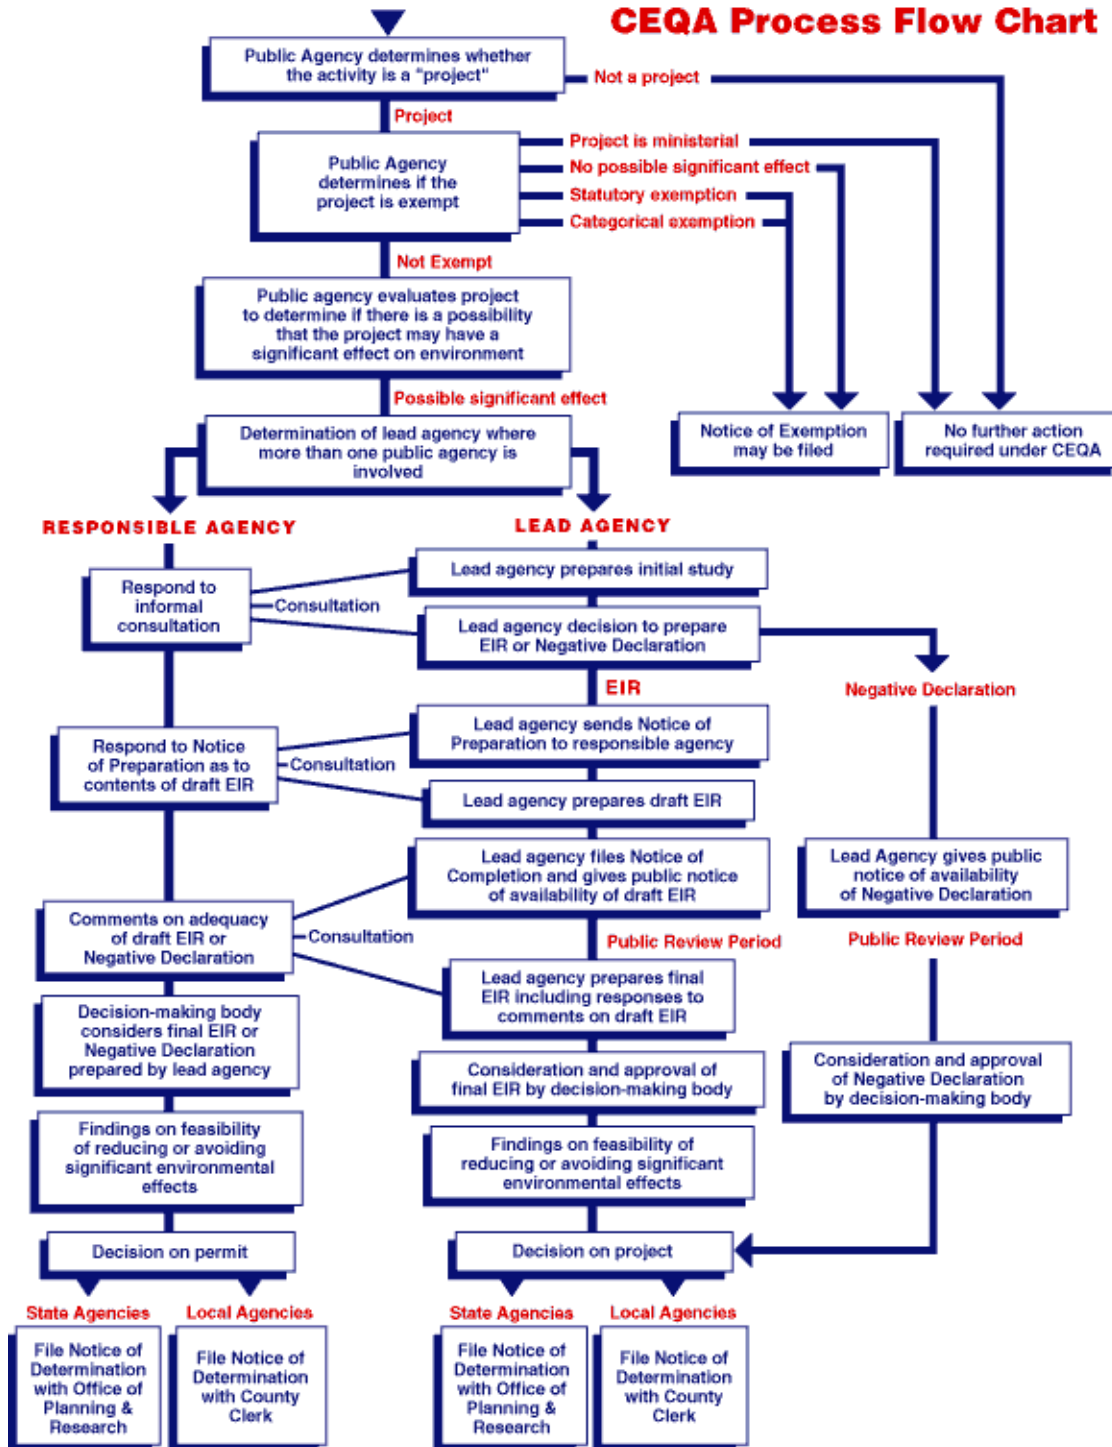 CEQA Process Flow Chart
Public Agency determines whether
the activity is a "project"
Not a project
Project
Public Agency
determines if the
project is exempt
Project is ministerial
No possible significant effect
Statutory exemption
Categorical exemption
Not Exempt
Public agency evaluates project
to determine if there is a possibility
that the project may have a
significant effect on environment
Possible significant effect
Notice of Exemption
may be filed
No further action
required under CEQA
Determination of lead agency where
more than one public agency is
involved
RESPONSIBLE AGENCY
LEAD AGENCY
Respond to
informal
consultation
Consultation
Lead agency prepares initial study
Lead agency decision to prepare
EIR or Negative Declaration
EIR
Negative Declaration
Respond to Notice
of Preparation as to
contents of draft EIR
Consultation
Lead agency sends Notice of
Preparation to responsible agency
Lead agency prepares draft EIR
Lead agency files Notice of
Completion and gives public notice
of availability of draft EIR
Lead Agency gives public
notice of availability
of Negative Declaration
Comments on adequacy
of draft EIR or
Negative Declaration
Consultation
Public Review Period
Public Review Period
Lead agency prepares final
EIR including responses to
comments on draft EIR
Decision-making body
considers final EIR or
Negative Declaration
prepared by lead agency
Consideration and approval of
final EIR by decision-making body
Consideration and approval
of Negative Declaration
by decision-making body
Findings on feasibility
of reducing or avoiding
significant environmental
effects
Findings on feasibility of
reducing or avoiding significant
environmental effects
Decision on permit
Decision on project
State Agencies
Local Agencies
State Agencies
Local Agencies
File Notice of
Determination
with Office of
Planning &
Research
File Notice of
Determination
with County
Clerk
File Notice of
Determination
with Office of
Planning &
Research
File Notice of
Determination
with County
Clerk